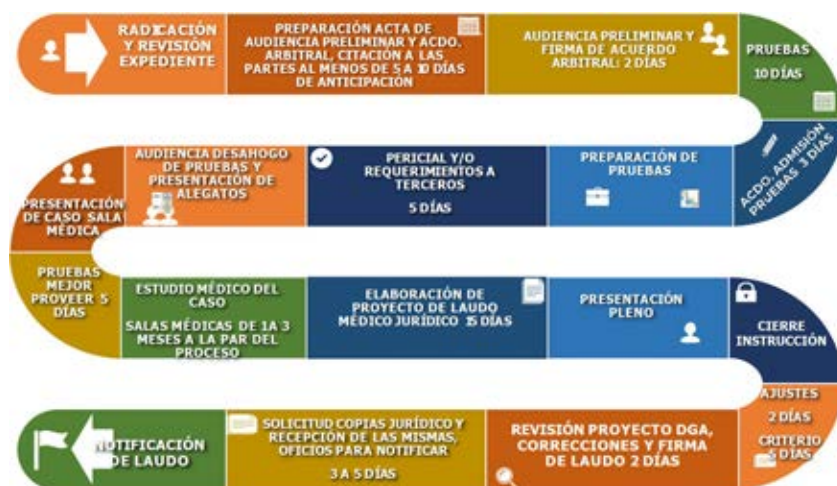 RADICACIÓN
Y REVISIÓN
EXPEDIENTE
PREPARACIÓN ACTA DE
AUDIENCIA PRELIMINAR Y ACDO.
ARBITRAL, CITACIÓN A LAS
PARTES AL MENOS DE 5 A 10 DÍAS
DE ANTICIPACIÓN
AUDIENCIA PRELIMINAR Y
FIRMA DE ACUERDO
ARBITRAL: 2 DÍAS
PRUEBAS
10 DÍAS
ACDO. ADMISIÓN
PRUEBAS 3 DÍAS
PREPARACIÓN DE
PRUEBAS
PERICIAL Y/O
REQUERIMIENTOS A
TERCEROS
5 DÍAS
AUDIENCIA DESAHOGO
DE PRUEBAS Y
PRESENTACIÓN DE
ALEGATOS
PRESENTACIÓN
DE CASO SALA
MÉDICA
PRUEBAS
MEJOR
PROVEER 5
DÍAS
ESTUDIO MÉDICO DEL
CASO
SALAS MÉDICAS DE 1A 3
MESES A LA PAR DEL
PROCESO
ELABORACIÓN DE
PROYECTO DE LAUDO
MÉDICO JURÍDICO 15 DÍAS
PRESENTACIÓN
PLENO
CIERRE
INSTRUCCIÓN
AJUSTES
2 DÍAS
CRITERIO
5 DÍAS
REVISIÓN PROYECTO DGA,
CORRECCIONES Y FIRMA
DE LAUDO 2 DÍAS
SOLICITUD COPIAS JURÍDICO Y
RECEPCIÓN DE LAS MISMAS,
OFICIOS PARA NOTIFICAR
3 A 5 DÍAS
NOTIFICACIÓN
DE LAUDO